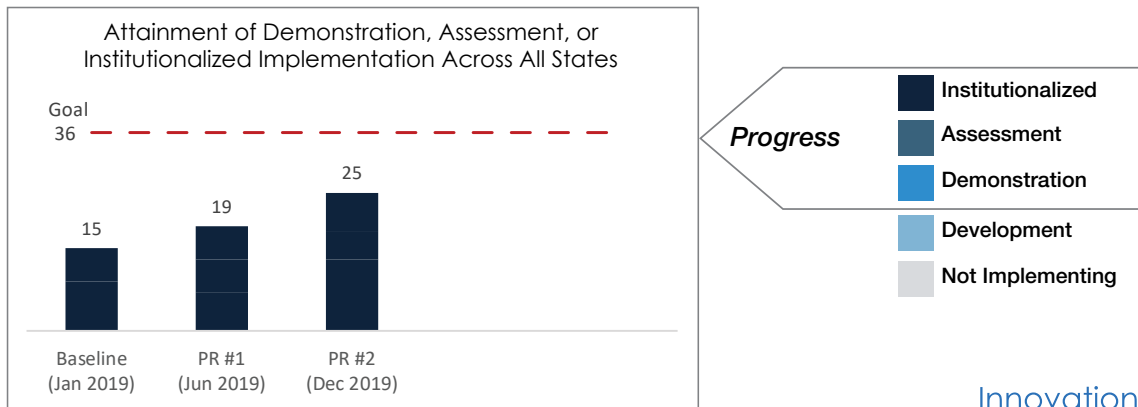 Attainment of Demonstration, Assessment, or
Institutionalized Implementation Across All States
Goal
36
15
19
25
Baseline
(Jan 2019)
PR #1
(Jun 2019)
PR #2
(Dec 2019)
Progress
Institutionalized
Assessment
Demonstration
Development
Not Implementing
Innovation